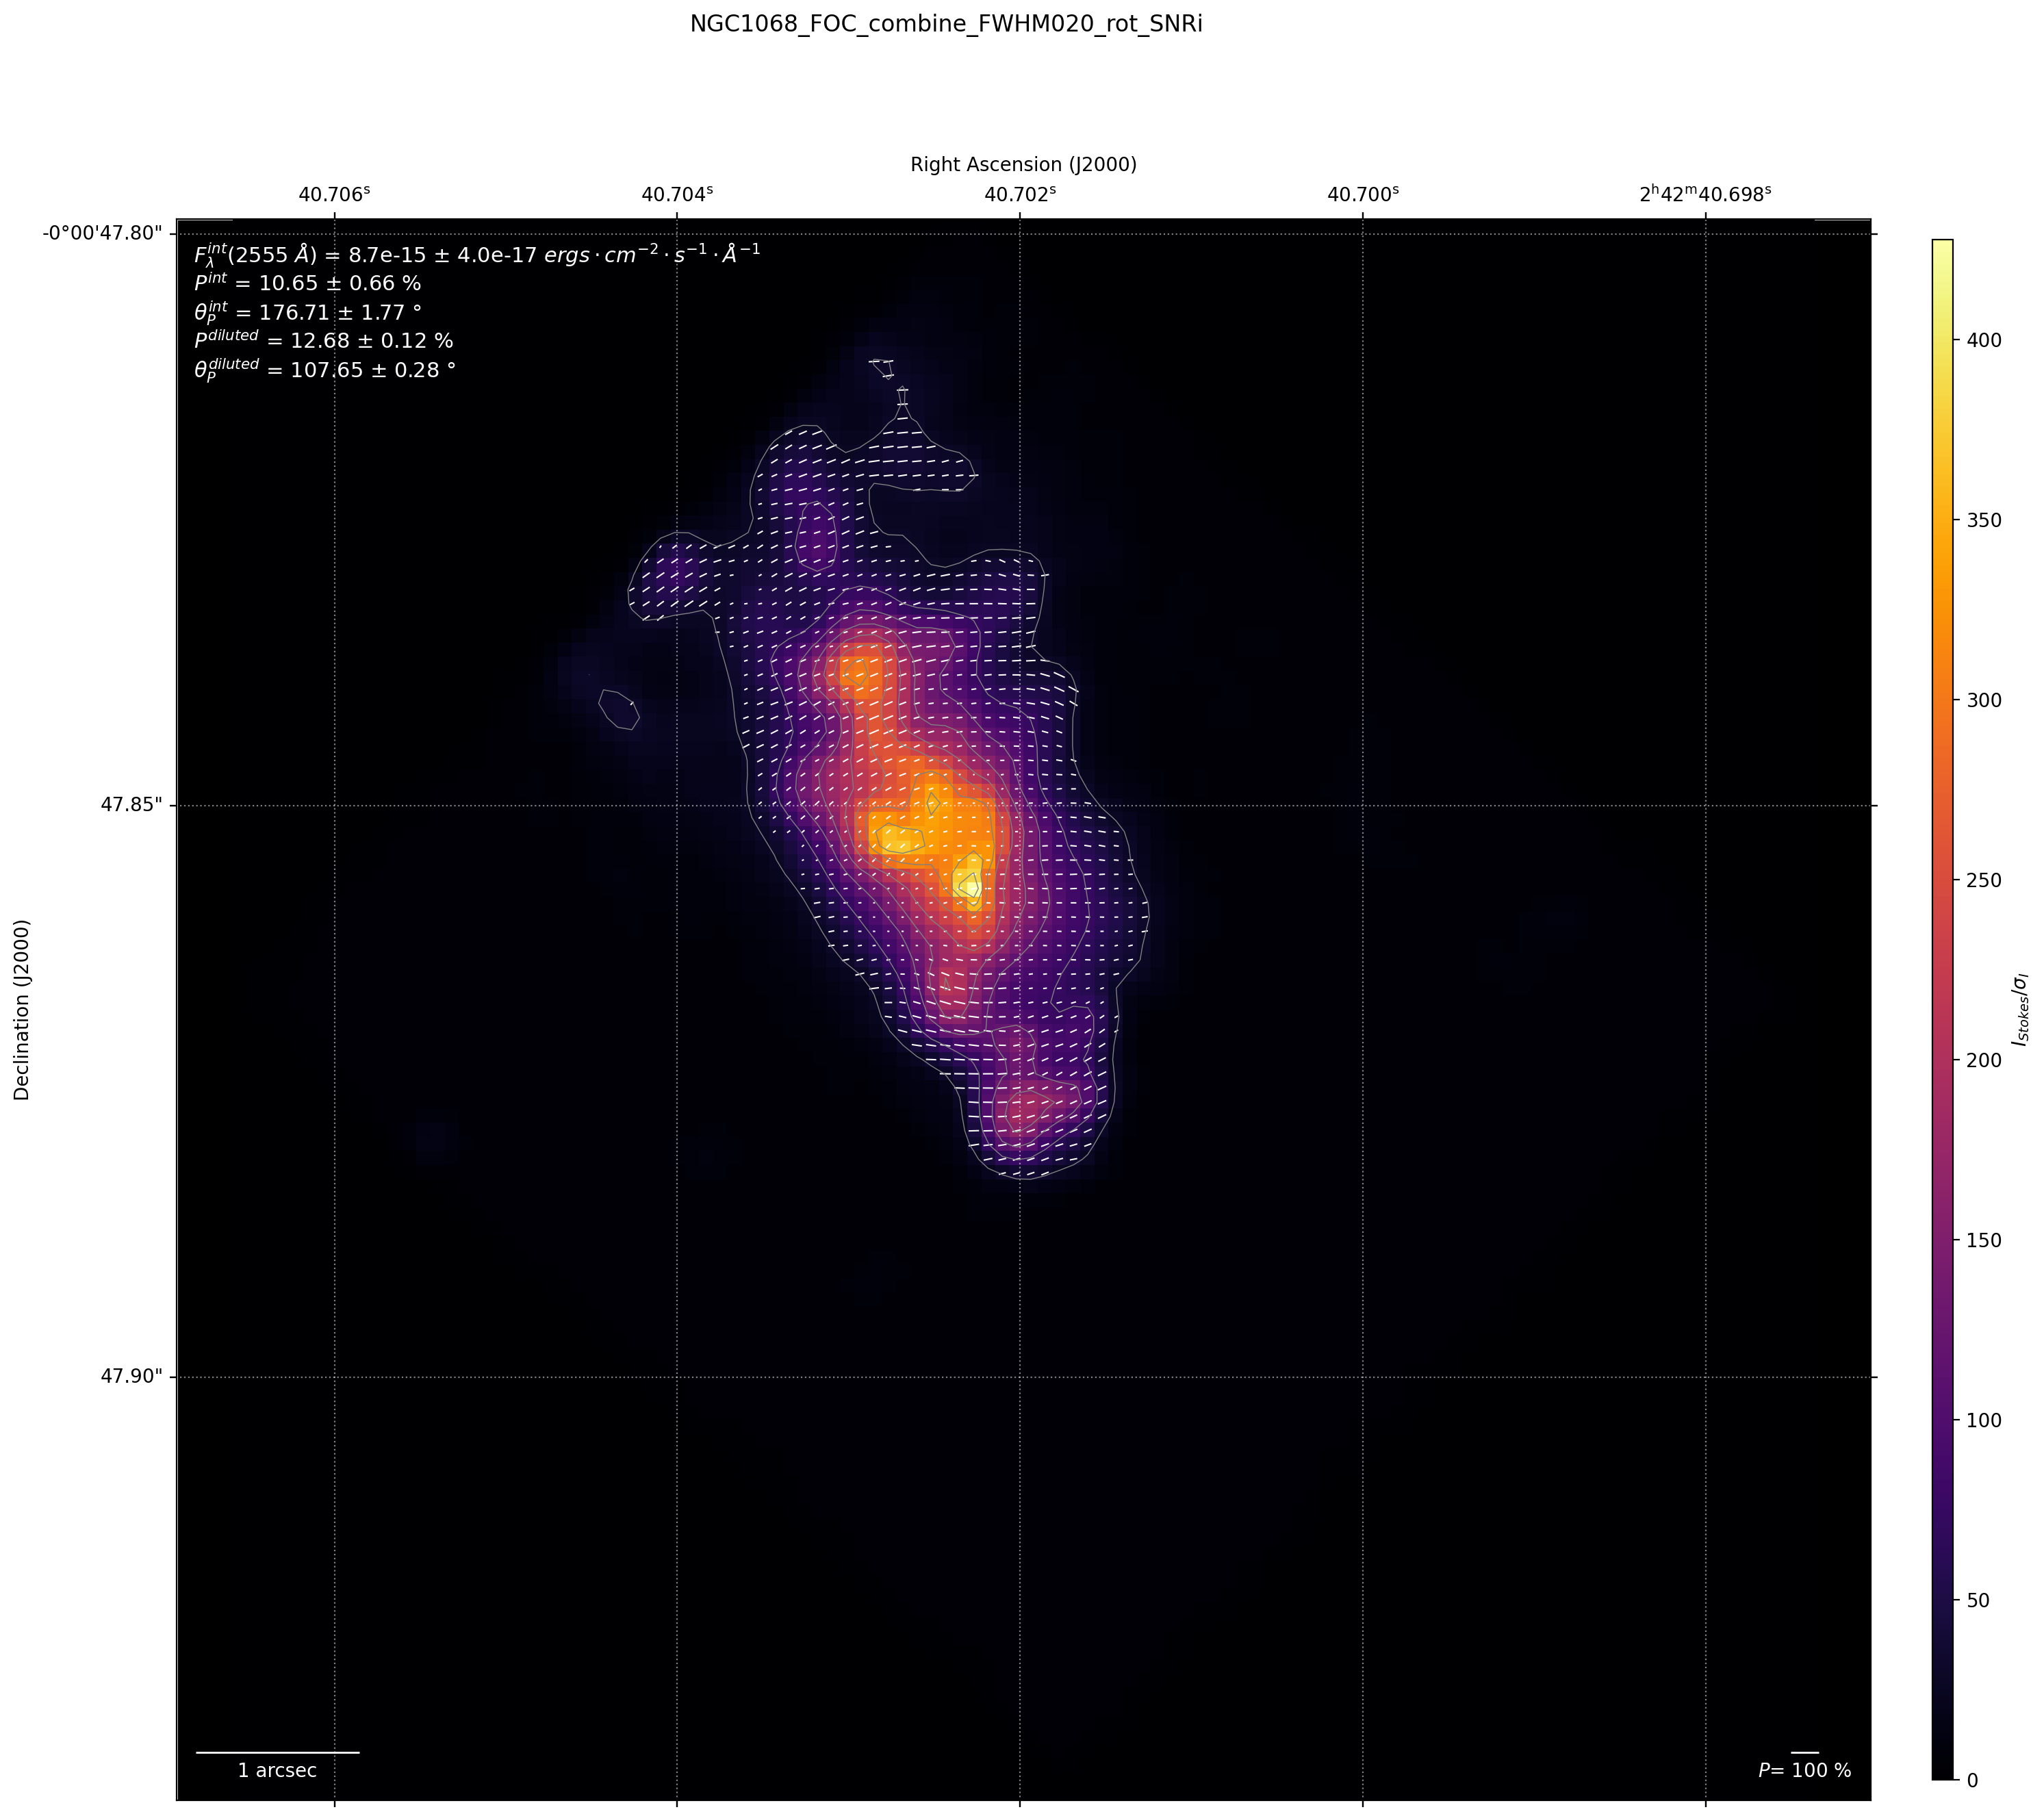 NGC1068_FOC_combine_FWHM020_rot_SNRi
Right Ascension (J2000)
40.706ˢ 40.704ˢ 40.702ˢ 40.700ˢ 2ʰ42ᵐ40.698ˢ
-0°00'47.80"
47.85"
47.90"
Declination (J2000)
F_λ^int(2555 Å) = 8.7e-15 ± 4.0e-17 ergs · cm⁻² · s⁻¹ · Å⁻¹
P^int = 10.65 ± 0.66 %
θ_P^int = 176.71 ± 1.77 °
P^diluted = 12.68 ± 0.12 %
θ_P^diluted = 107.65 ± 0.28 °
1 arcsec
P= 100 %
400
350
300
250
200
150
100
50
0
I_Stokes/σ_I